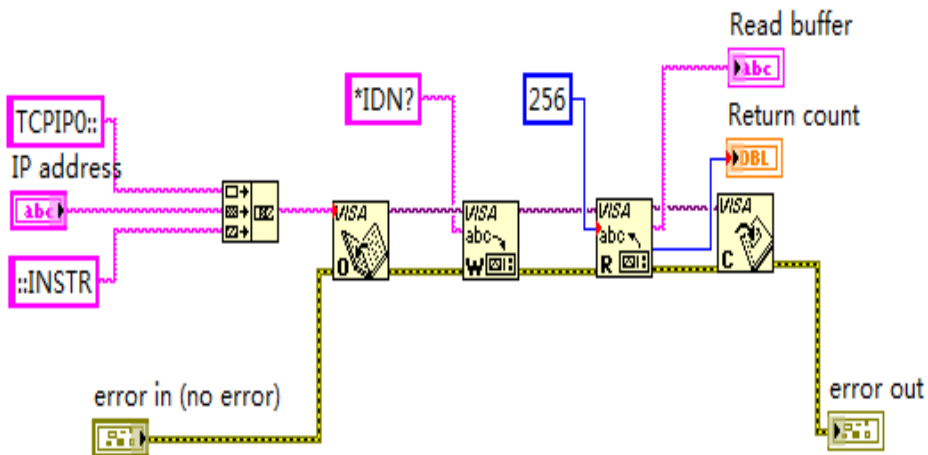 Read buffer
abc
*IDN?
256
TCPIP0::
Return count
DBL
IP address
abc
VISA
O
VISA
abc
W
VISA
abc
R
VISA
C
::INSTR
error in (no error)
error out